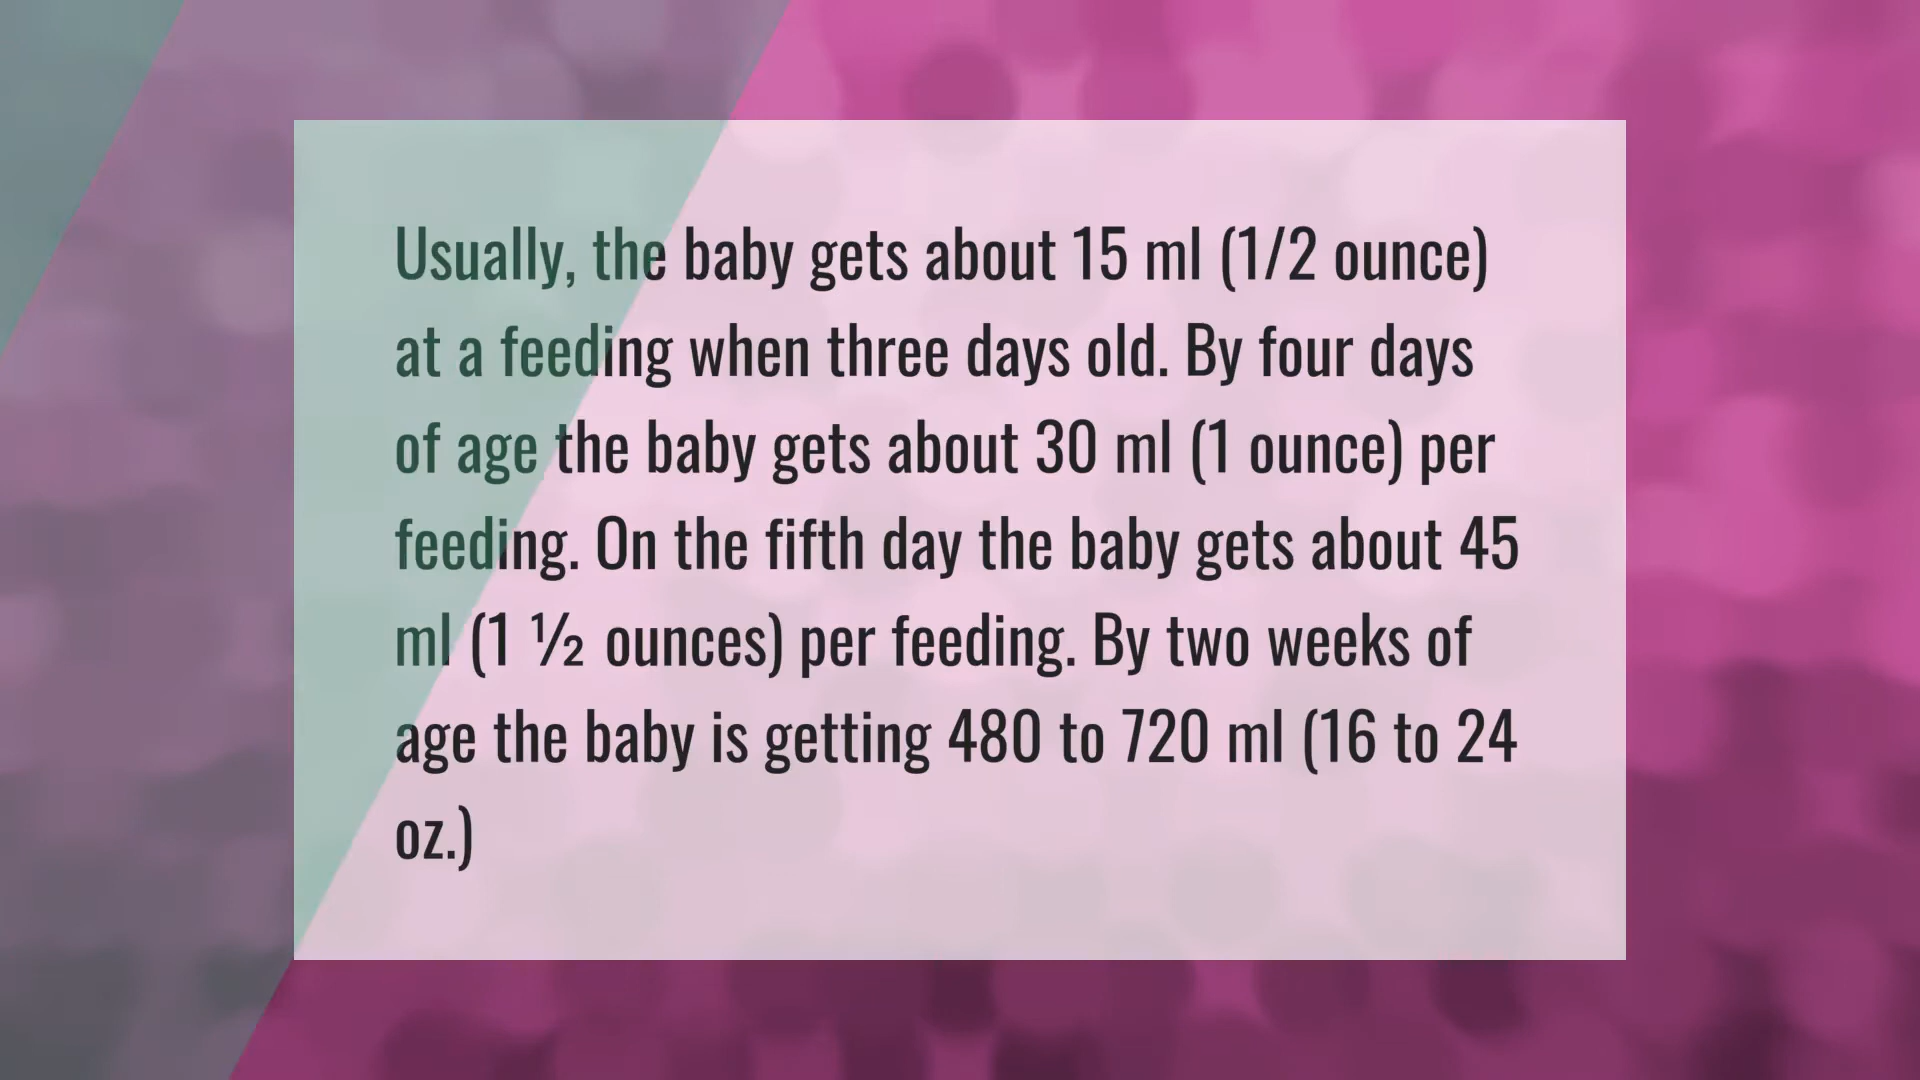 Usually, the baby gets about 15 ml (1/2 ounce)
at a feeding when three days old. By four days
of age the baby gets about 30 ml (1 ounce) per
feeding. On the fifth day the baby gets about 45
ml (1 ½ ounces) per feeding. By two weeks of
age the baby is getting 480 to 720 ml (16 to 24
oz.)